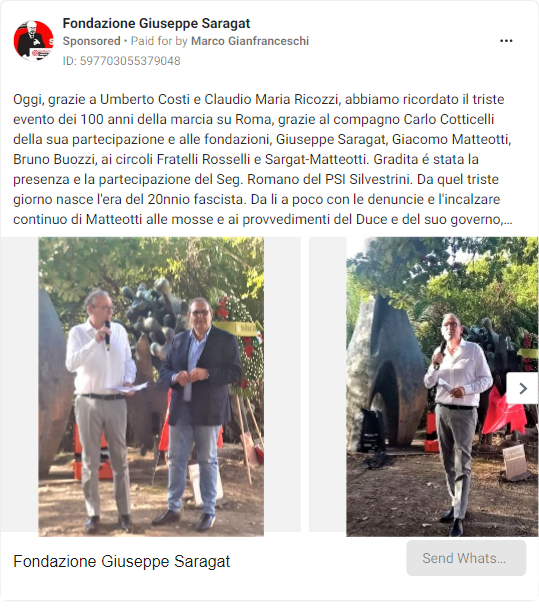 Fondazione Giuseppe Saragat
Sponsored • Paid for by Marco Gianfranceschi
ID: 597703055379048
Oggi, grazie a Umberto Costi e Claudio Maria Ricozzi, abbiamo ricordato il triste
evento dei 100 anni della marcia su Roma, grazie al compagno Carlo Cotticelli
della sua partecipazione e alle fondazioni, Giuseppe Saragat, Giacomo Matteotti,
Bruno Buozzi, ai circoli Fratelli Rosselli e Sargat-Matteotti. Gradita é stata la
presenza e la partecipazione del Seg. Romano del PSI Silvestrini. Da quel triste
giorno nasce l'era del 20nnio fascista. Da li a poco con le denuncie e l'incalzare
continuo di Matteotti alle mosse e ai provvedimenti del Duce e del suo governo,...
Fondazione Giuseppe Saragat
Send Whats...